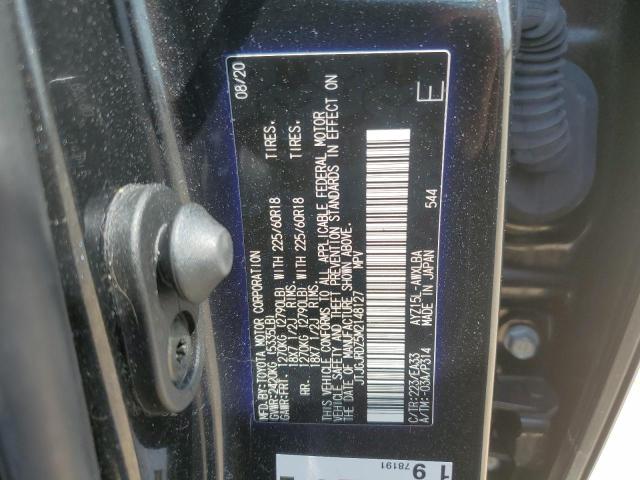 MFD.BY:TOYOTA MOTOR CORPORATION 08/20
GVWR:2420KG (5335LB)
GAWR:FRT. 1270KG (2790LB) WITH 225/60R18 TIRES.
18X7 1/2J RIMS.
RR. 1270KG (2790LB) WITH 225/60R18 TIRES.
18X7 1/2J RIMS.
THIS VEHICLE CONFORMS TO ALL APPLICABLE FEDERAL MOTOR
VEHICLE SAFETY AND THEFT PREVENTION STANDARDS IN EFFECT ON
THE DATE OF MANUFACTURE SHOWN ABOVE.
JTJGJRDZ5M2148127 MPV
C/TR:223/EA33 AYZ15L-AWXLBA
A/TM:-03A/P314 MADE IN JAPAN 544
E
19
78191